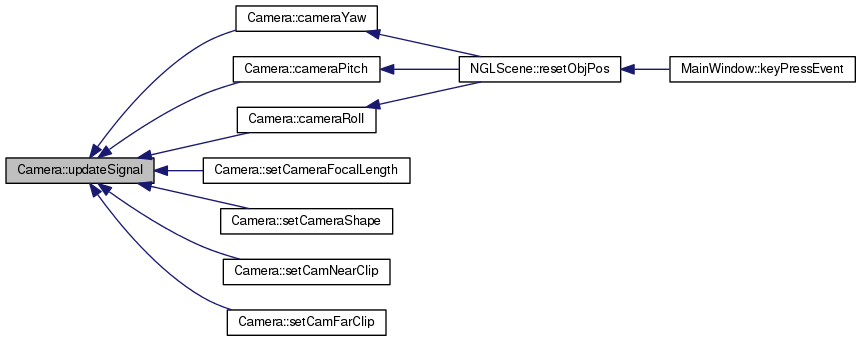 Camera::cameraYaw
Camera::cameraPitch
NGLScene::resetObjPos
MainWindow::keyPressEvent
Camera::cameraRoll
Camera::updateSignal
Camera::setCameraFocalLength
Camera::setCameraShape
Camera::setCamNearClip
Camera::setCamFarClip